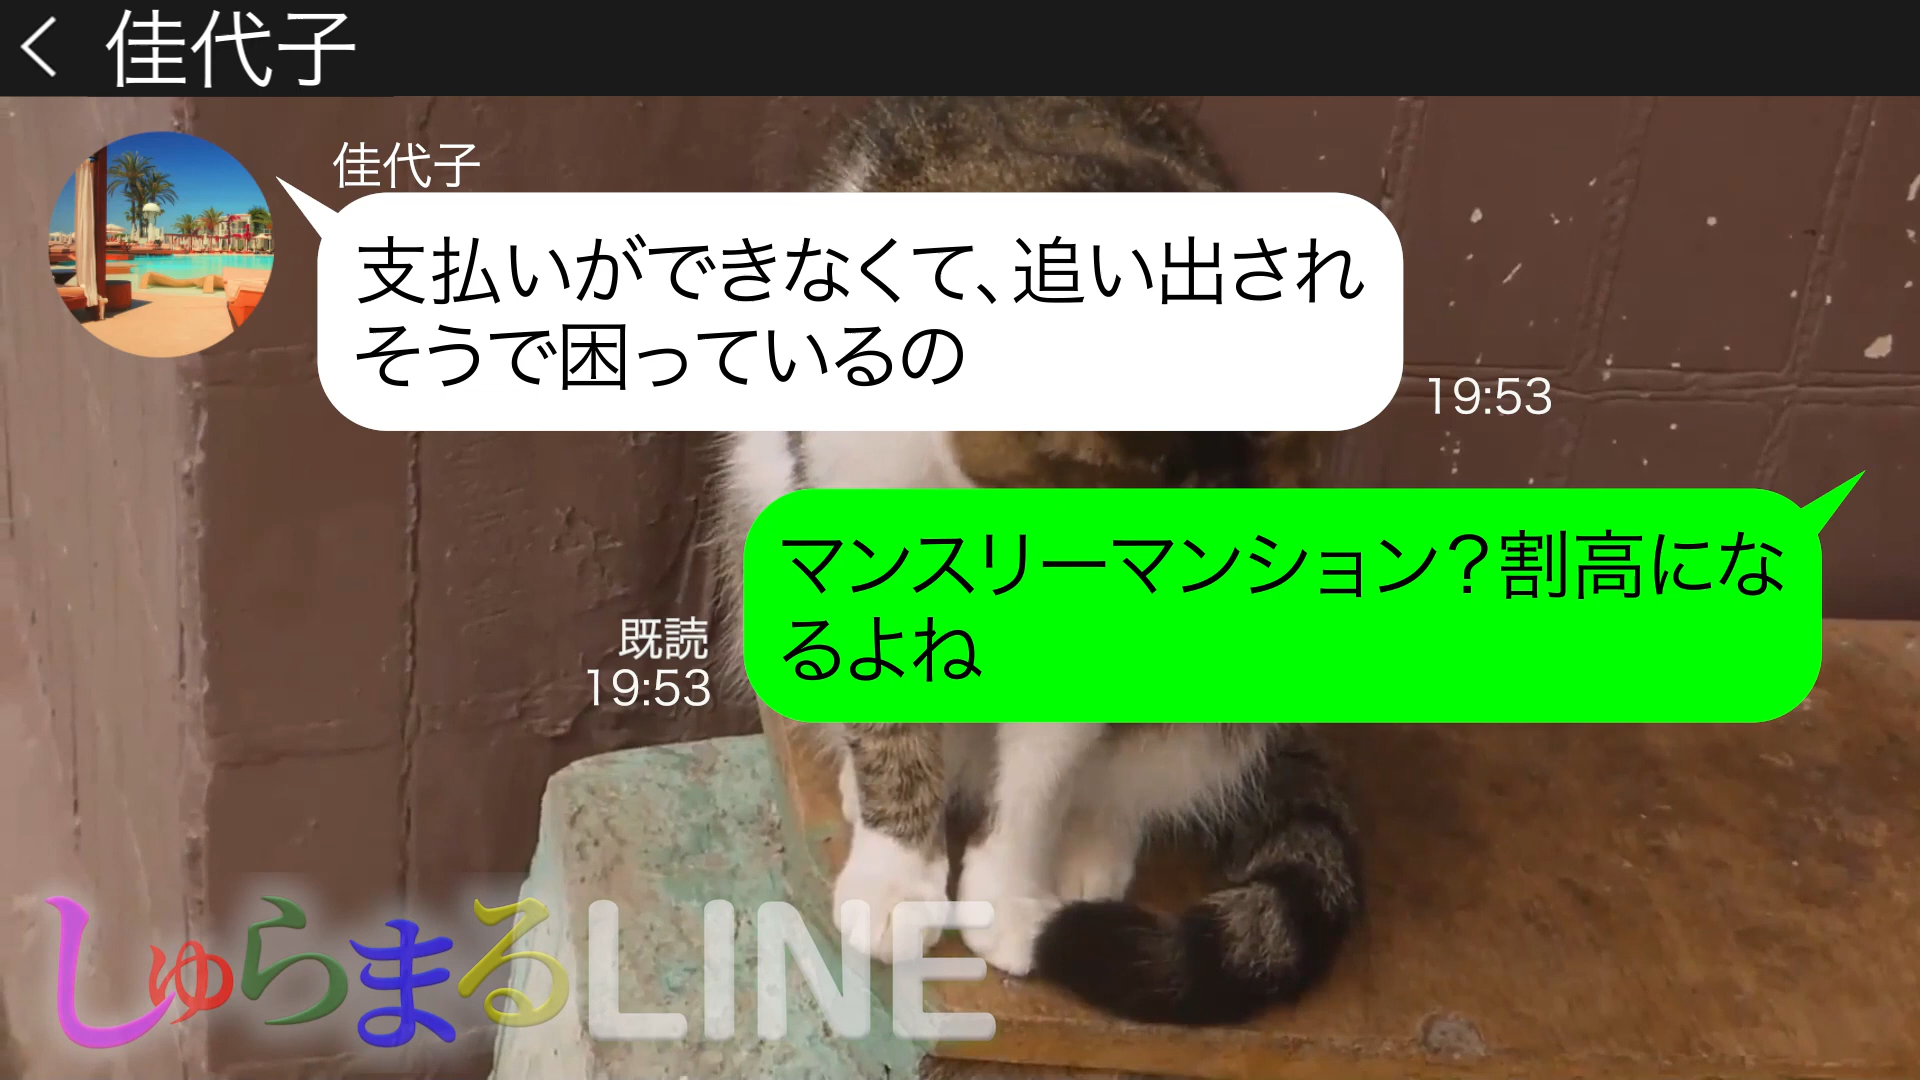 佳代子
佳代子
支払いができなくて、追い出され
そうで困っているの
19:53
マンスリーマンション？割高にな
るよね
既読
19:53
しゅらまるLINE